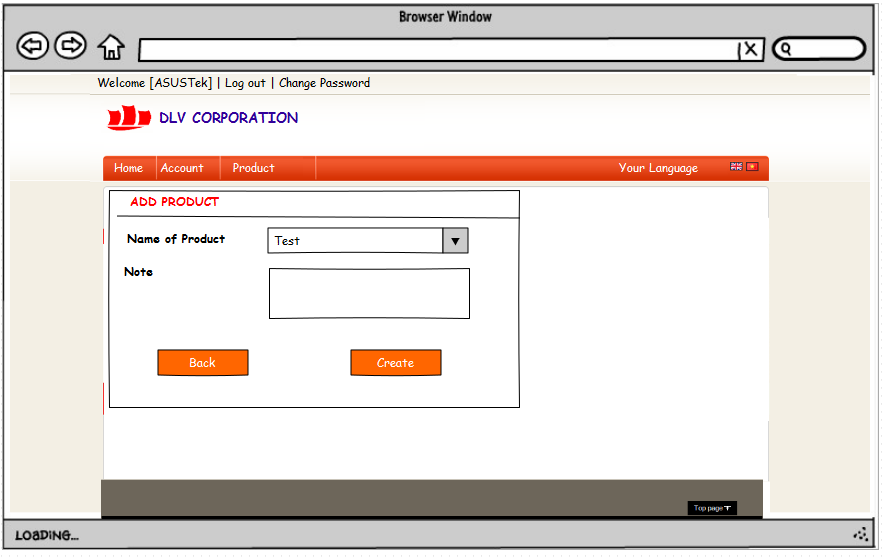 Browser Window
Welcome [ASUSTek] | Log out | Change Password
DLV CORPORATION
Home Account Product Your Language
ADD PRODUCT
Name of Product Test
Note
Back Create
Top page
LOADING...